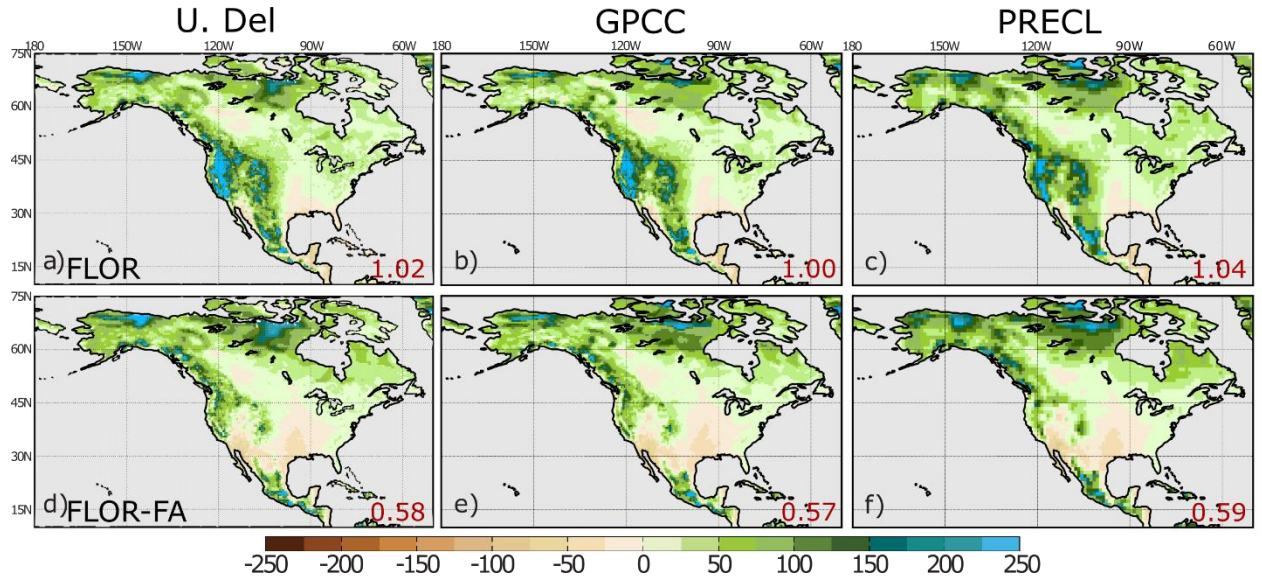 U. Del GPCC PRECL
180 150W 120W 90W 60W 180 150W 120W 90W 60W 180 150W 120W 90W 60W
75N
60N
45N
30N
15N
a) FLOR 1.02 b) 1.00 c) 1.04
75N
60N
45N
30N
15N
d) FLOR-FA 0.58 e) 0.57 f) 0.59
-250 -200 -150 -100 -50 0 50 100 150 200 250